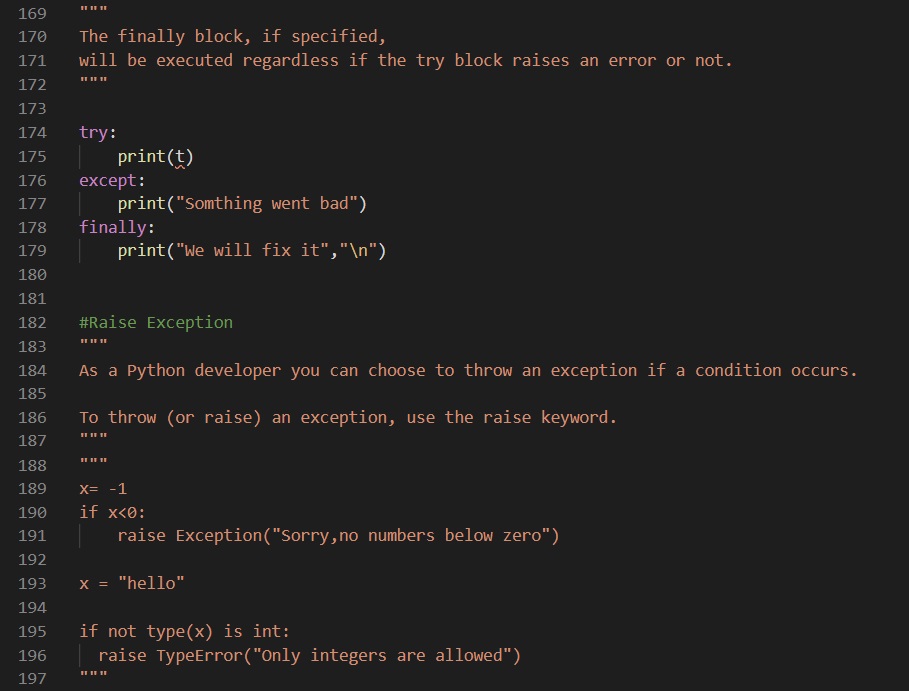 169 """
170 The finally block, if specified,
171 will be executed regardless if the try block raises an error or not.
172 """
173
174 try:
175     print(t)
176 except:
177     print("Somthing went bad")
178 finally:
179     print("We will fix it","\n")
180
181
182 #Raise Exception
183 """
184 As a Python developer you can choose to throw an exception if a condition occurs.
185
186 To throw (or raise) an exception, use the raise keyword.
187 """
188 """
189 x= -1
190 if x<0:
191     raise Exception("Sorry,no numbers below zero")
192
193 x = "hello"
194
195 if not type(x) is int:
196   raise TypeError("Only integers are allowed")
197 """